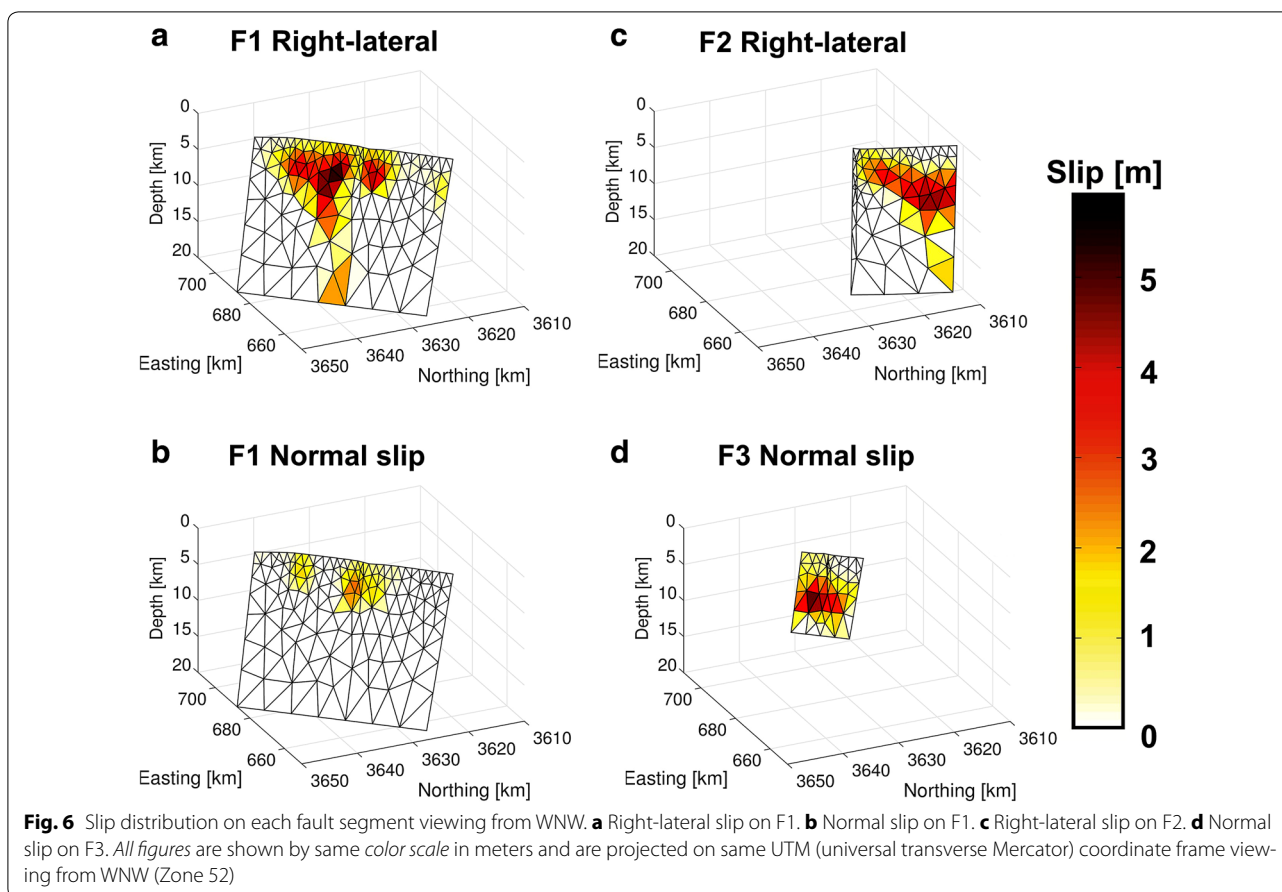 a F1 Right-lateral
0
5
10
15
20
Depth [km]
700
680
660
Easting [km]
3650
3640
3630
3620
3610
Northing [km]
c F2 Right-lateral
0
5
10
15
20
Depth [km]
700
680
660
Easting [km]
3650
3640
3630
3620
3610
Northing [km]
b F1 Normal slip
0
5
10
15
20
Depth [km]
700
680
660
Easting [km]
3650
3640
3630
3620
3610
Northing [km]
d F3 Normal slip
0
5
10
15
20
Depth [km]
700
680
660
Easting [km]
3650
3640
3630
3620
3610
Northing [km]
Slip [m]
5
4
3
2
1
0
Fig. 6 Slip distribution on each fault segment viewing from WNW. a Right-lateral slip on F1. b Normal slip on F1. c Right-lateral slip on F2. d Normal
slip on F3. All figures are shown by same color scale in meters and are projected on same UTM (universal transverse Mercator) coordinate frame view-
ing from WNW (Zone 52)